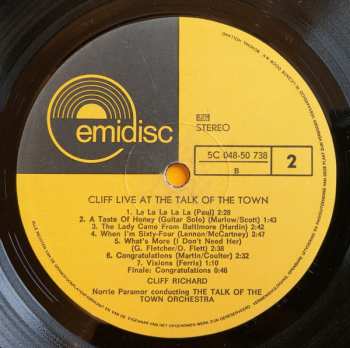 emidisc
STEREO
5C 048-50 738
B
2
CLIFF LIVE AT THE TALK OF THE TOWN
1. La La La La La (Paul) 2:28
2. A Taste Of Honey (Guitar Solo) (Marlow/Scott) 1:43
3. The Lady Came From Baltimore (Hardin) 2:42
4. When I'm Sixty-Four (Lennon/McCartney) 2:47
5. What's More (I Don't Need Her)
(G. Fletcher/D. Flett) 2:39
6. Congratulations (Martin/Coulter) 2:50
7. Visions (Ferris) 1:10
Finale: Congratulations 0:46
CLIFF RICHARD
Norrie Paramor conducting THE TALK OF THE
TOWN ORCHESTRA